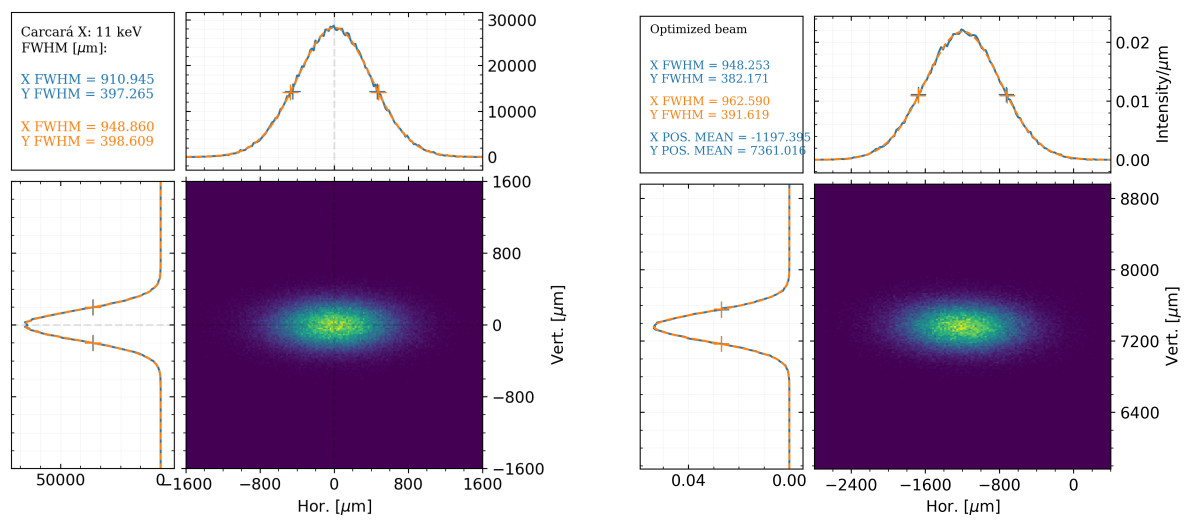 Carcará X: 11 keV
FWHM [μm]:
X FWHM = 910.945
Y FWHM = 397.265
X FWHM = 948.860
Y FWHM = 398.609
30000
20000
10000
0
1600
800
0
−800
−1600
Vert. [μm]
50000
0
−1600
−800
0
800
1600
Hor. [μm]
Optimized beam
X FWHM = 948.253
Y FWHM = 382.171
X FWHM = 962.590
Y FWHM = 391.619
X POS. MEAN = -1197.395
Y POS. MEAN = 7361.016
0.02
0.01
0.00
Intensity/μm
8800
8000
7200
6400
Vert. [μm]
0.04
0.00
−2400
−1600
−800
0
Hor. [μm]